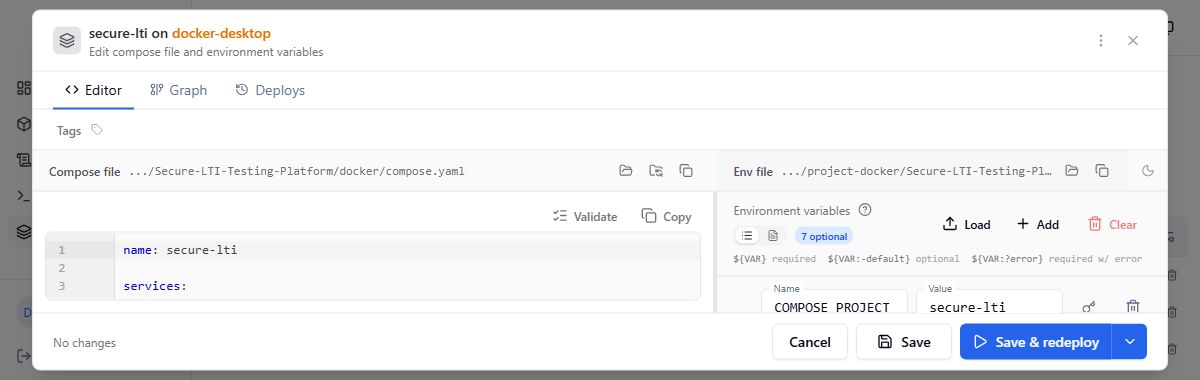 secure-lti on docker-desktop
Edit compose file and environment variables
Editor
Graph
Deploys
Tags
Compose file .../Secure-LTI-Testing-Platform/docker/compose.yaml
Env file .../project-docker/Secure-LTI-Testing-Pl...
Validate
Copy
Environment variables
7 optional
Load
Add
Clear
${VAR} required ${VAR:-default} optional ${VAR:?error} required w/ error
1 name: secure-lti
2
3 services:
Name
COMPOSE_PROJECT
Value
secure-lti
No changes
Cancel
Save
Save & redeploy
D